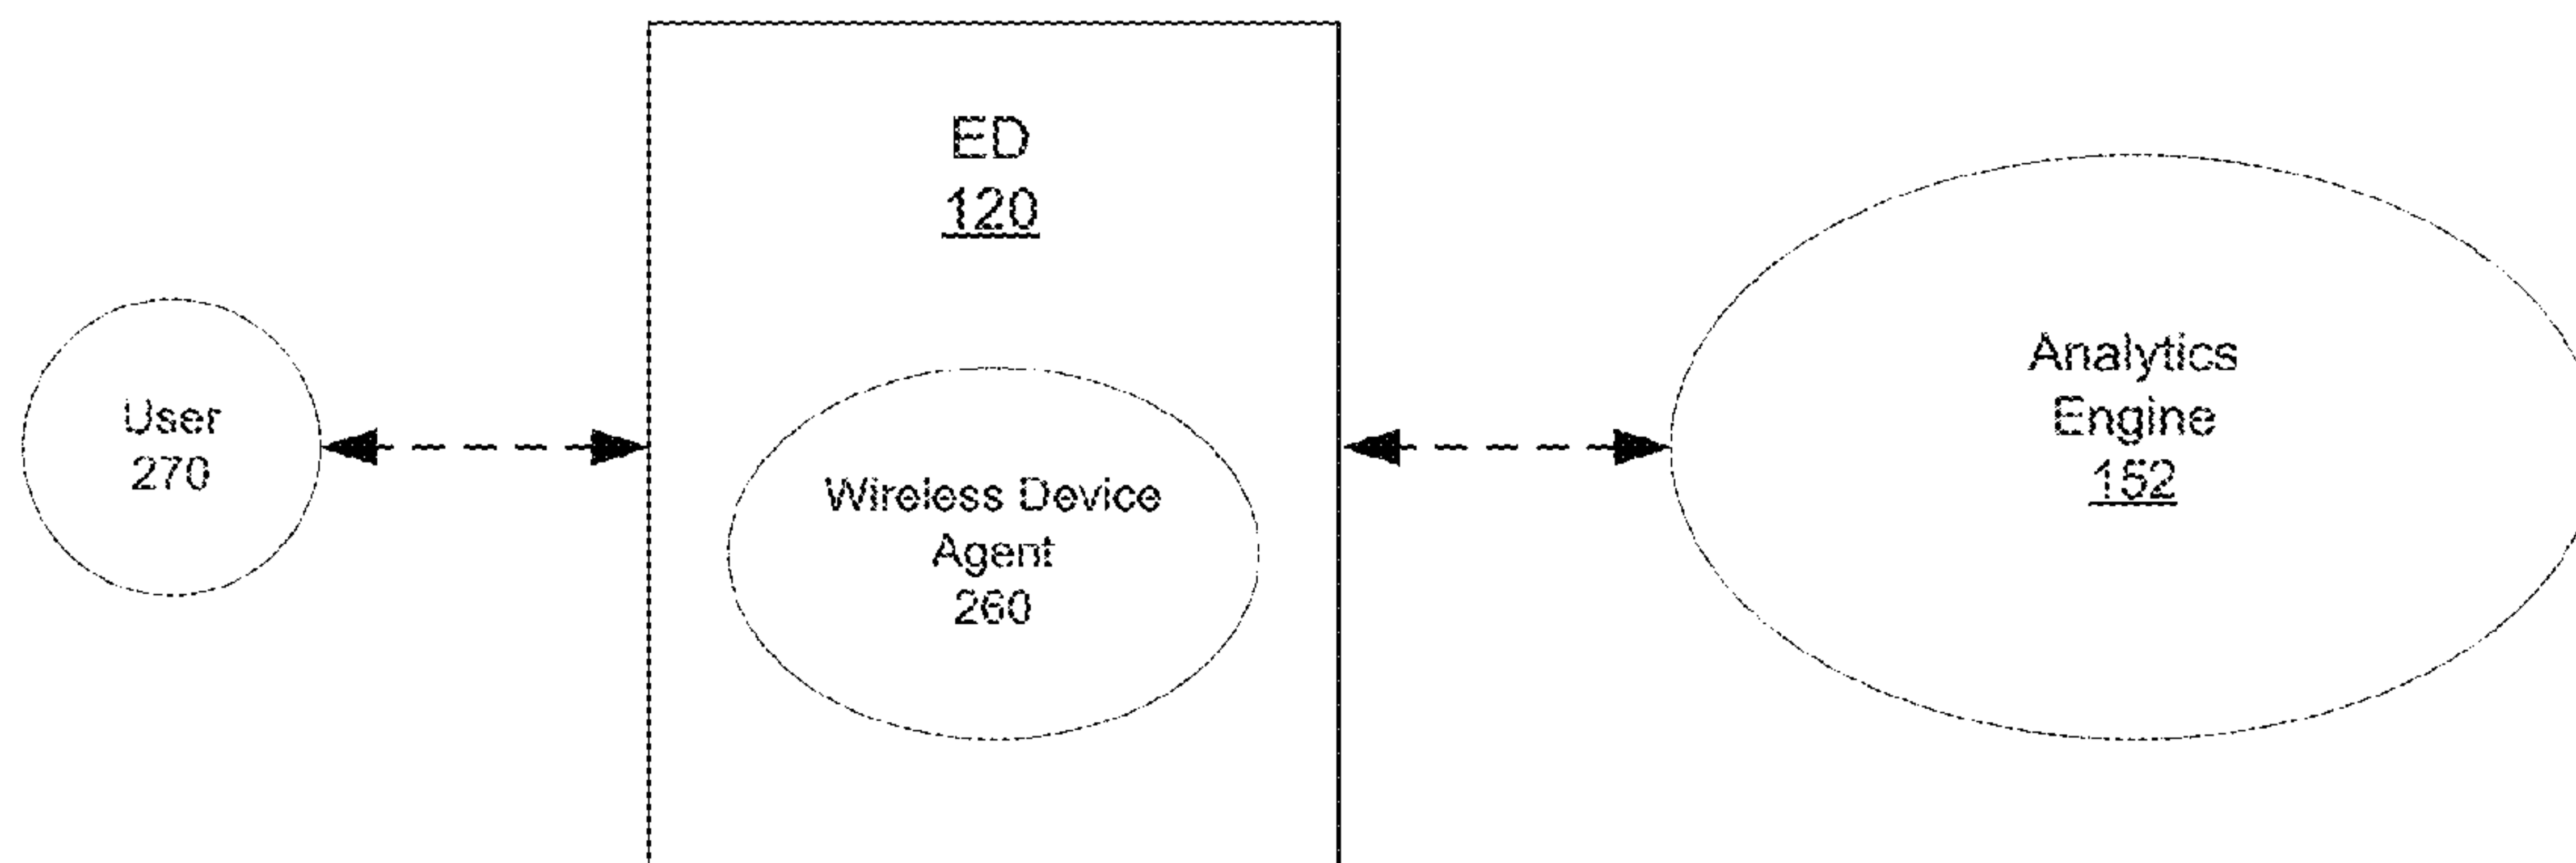 ED
120
User
270
Wireless Device
Agent
260
Analytics
Engine
152